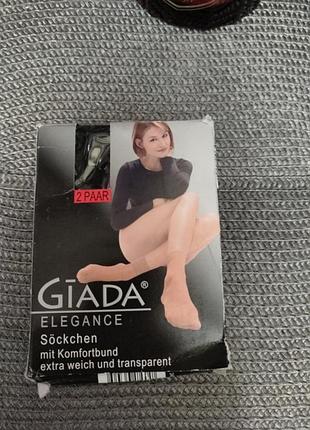 2 PAAR
GIADA®
ELEGANCE
Söckchen
mit Komfortbund
extra weich und transparent